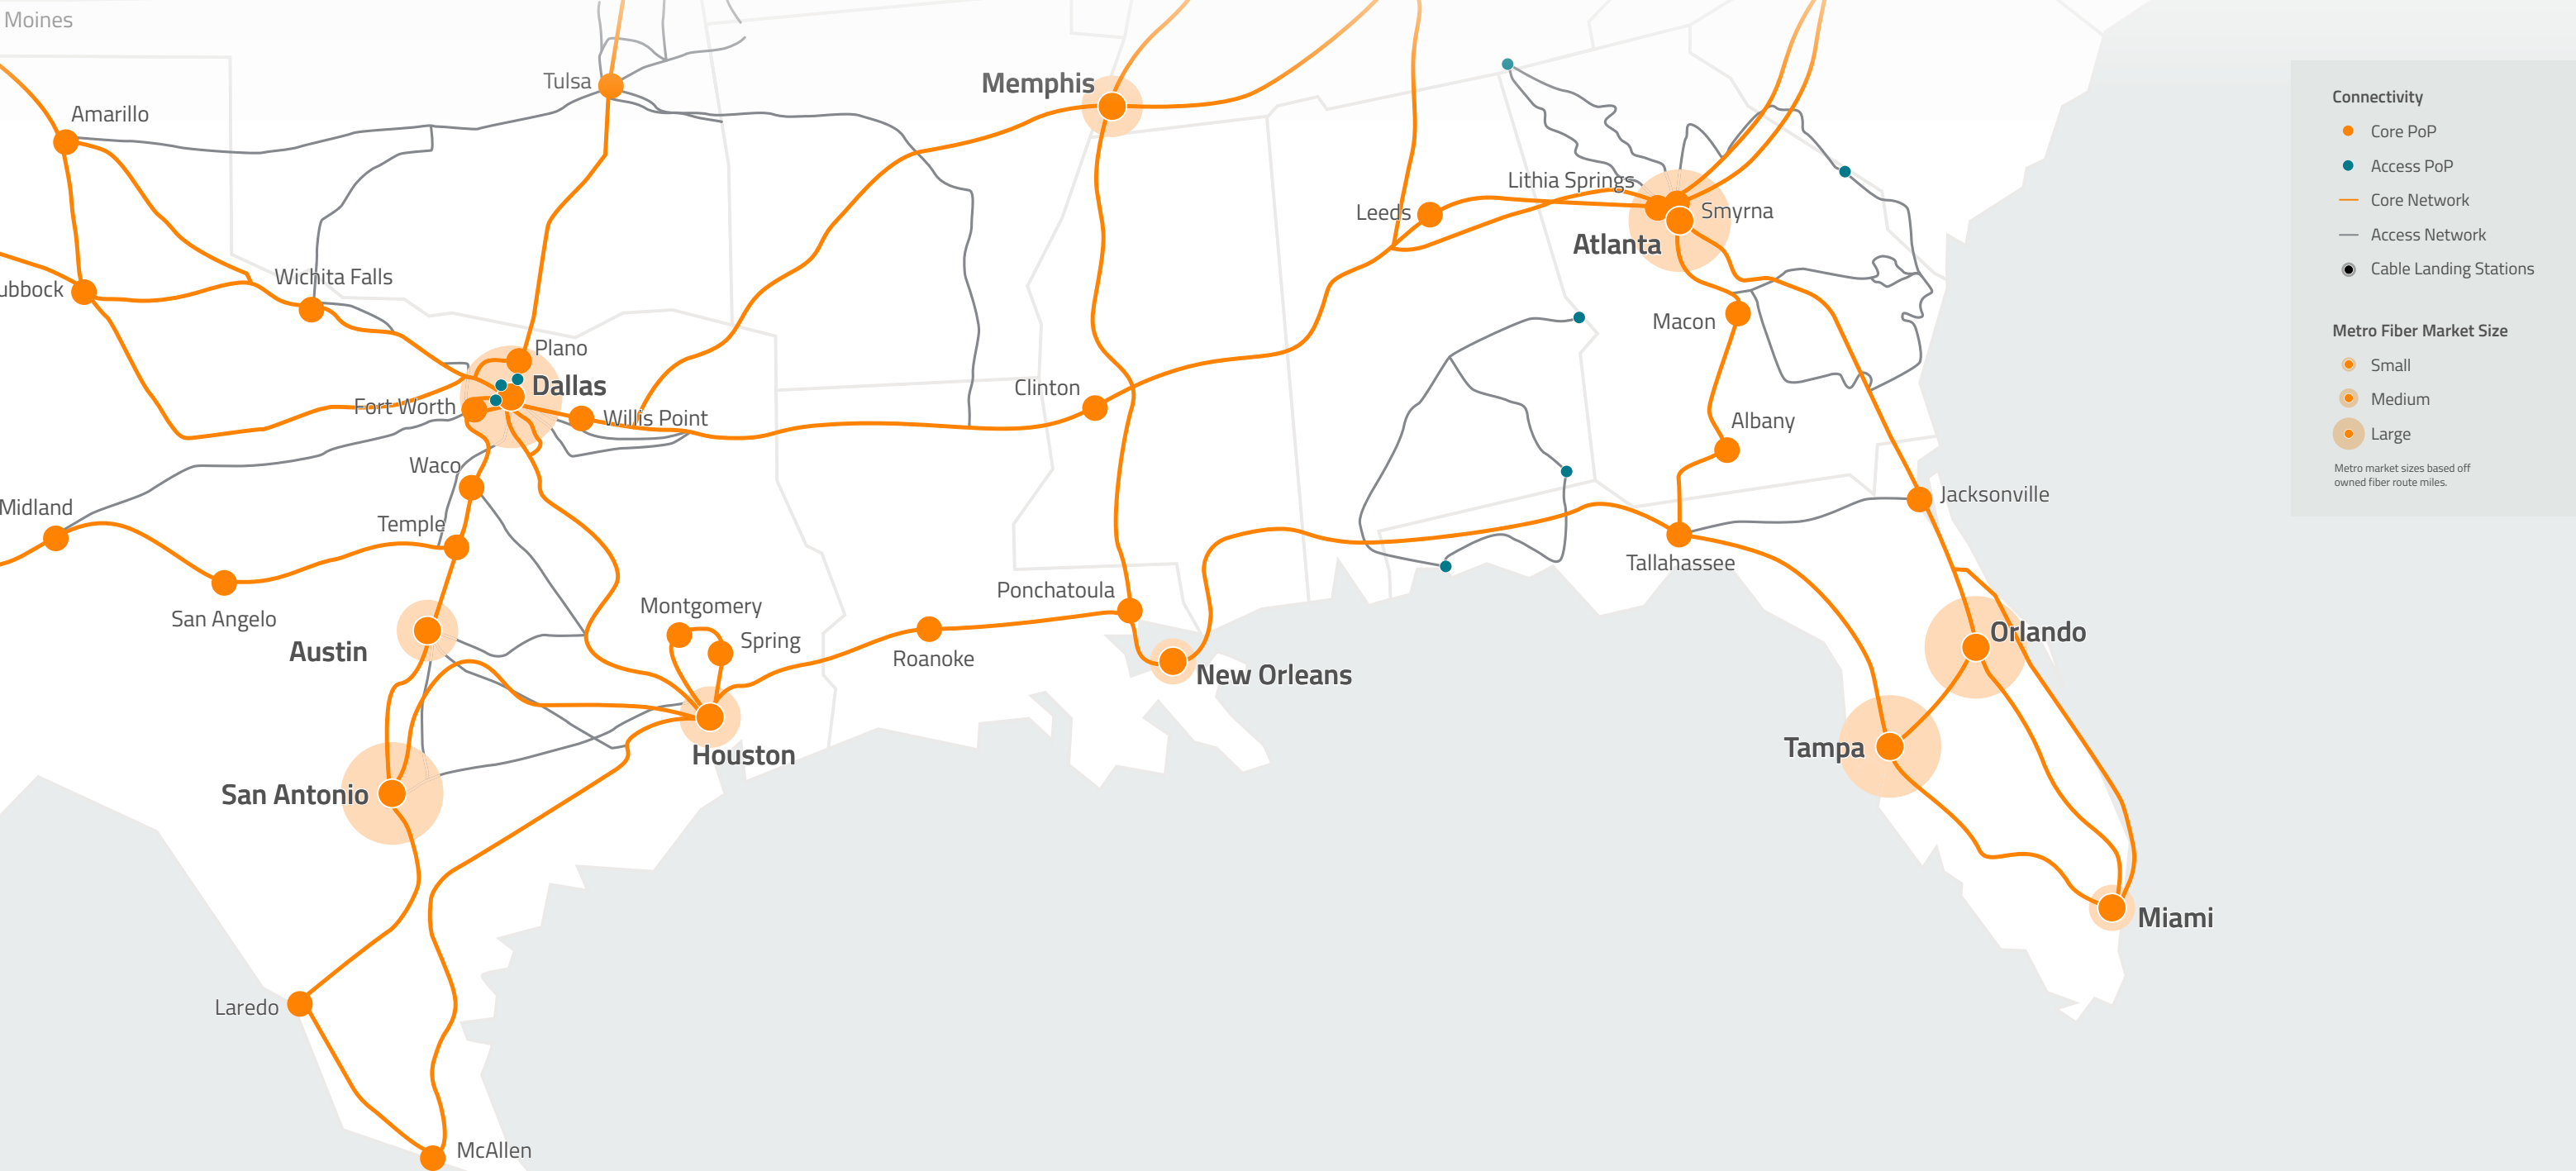 Moines
Tulsa
Memphis
Amarillo
Lithia Springs
Leeds
Smyrna
Atlanta
Wichita Falls
ubbock
Macon
Plano
Dallas
Clinton
Fort Worth
Willis Point
Albany
Waco
Jacksonville
Midland
Temple
Tallahassee
Ponchatoula
San Angelo
Montgomery
Austin
Spring
Roanoke
Orlando
New Orleans
Houston
Tampa
San Antonio
Miami
Laredo
McAllen
Connectivity
Core PoP
Access PoP
Core Network
Access Network
Cable Landing Stations
Metro Fiber Market Size
Small
Medium
Large
Metro market sizes based off
owned fiber route miles.